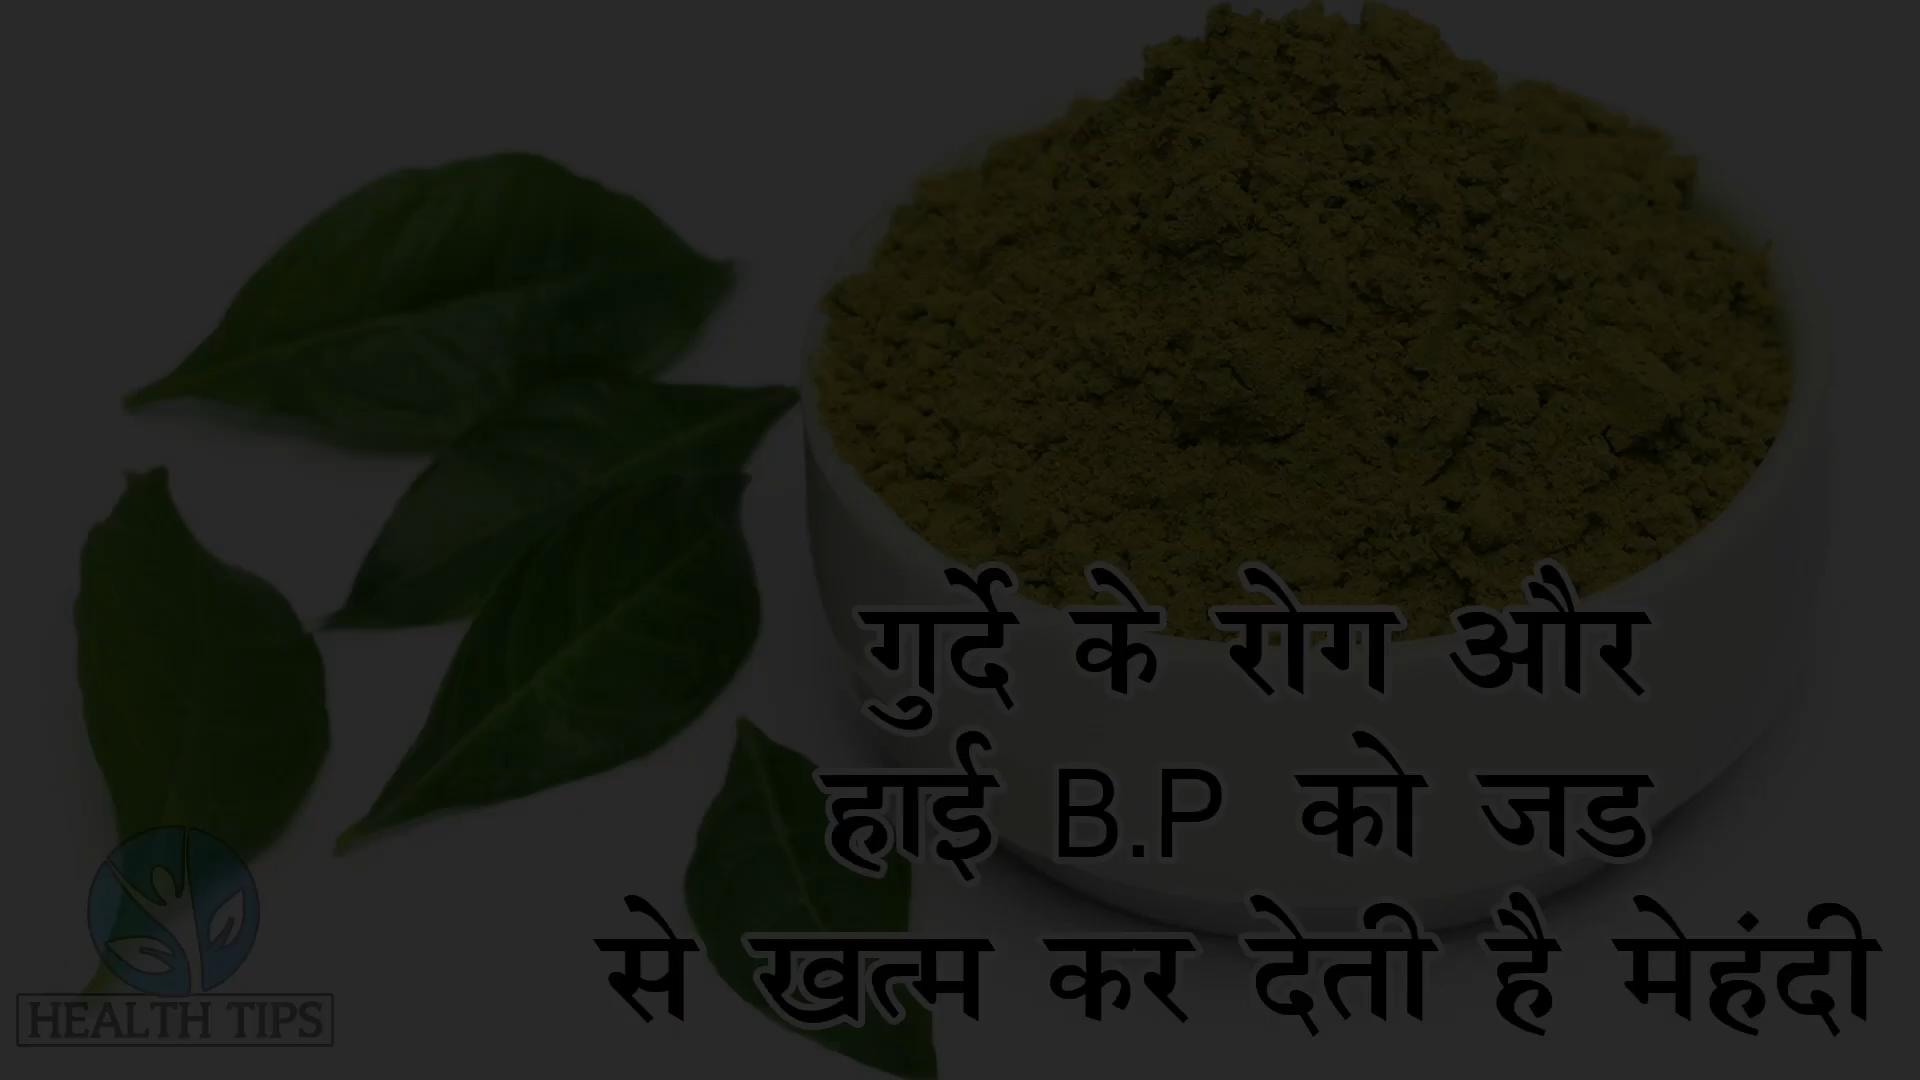 गुर्दे के रोग और
हाई B.P को जड
से खत्म कर देती है मेहंदी
HEALTH TIPS